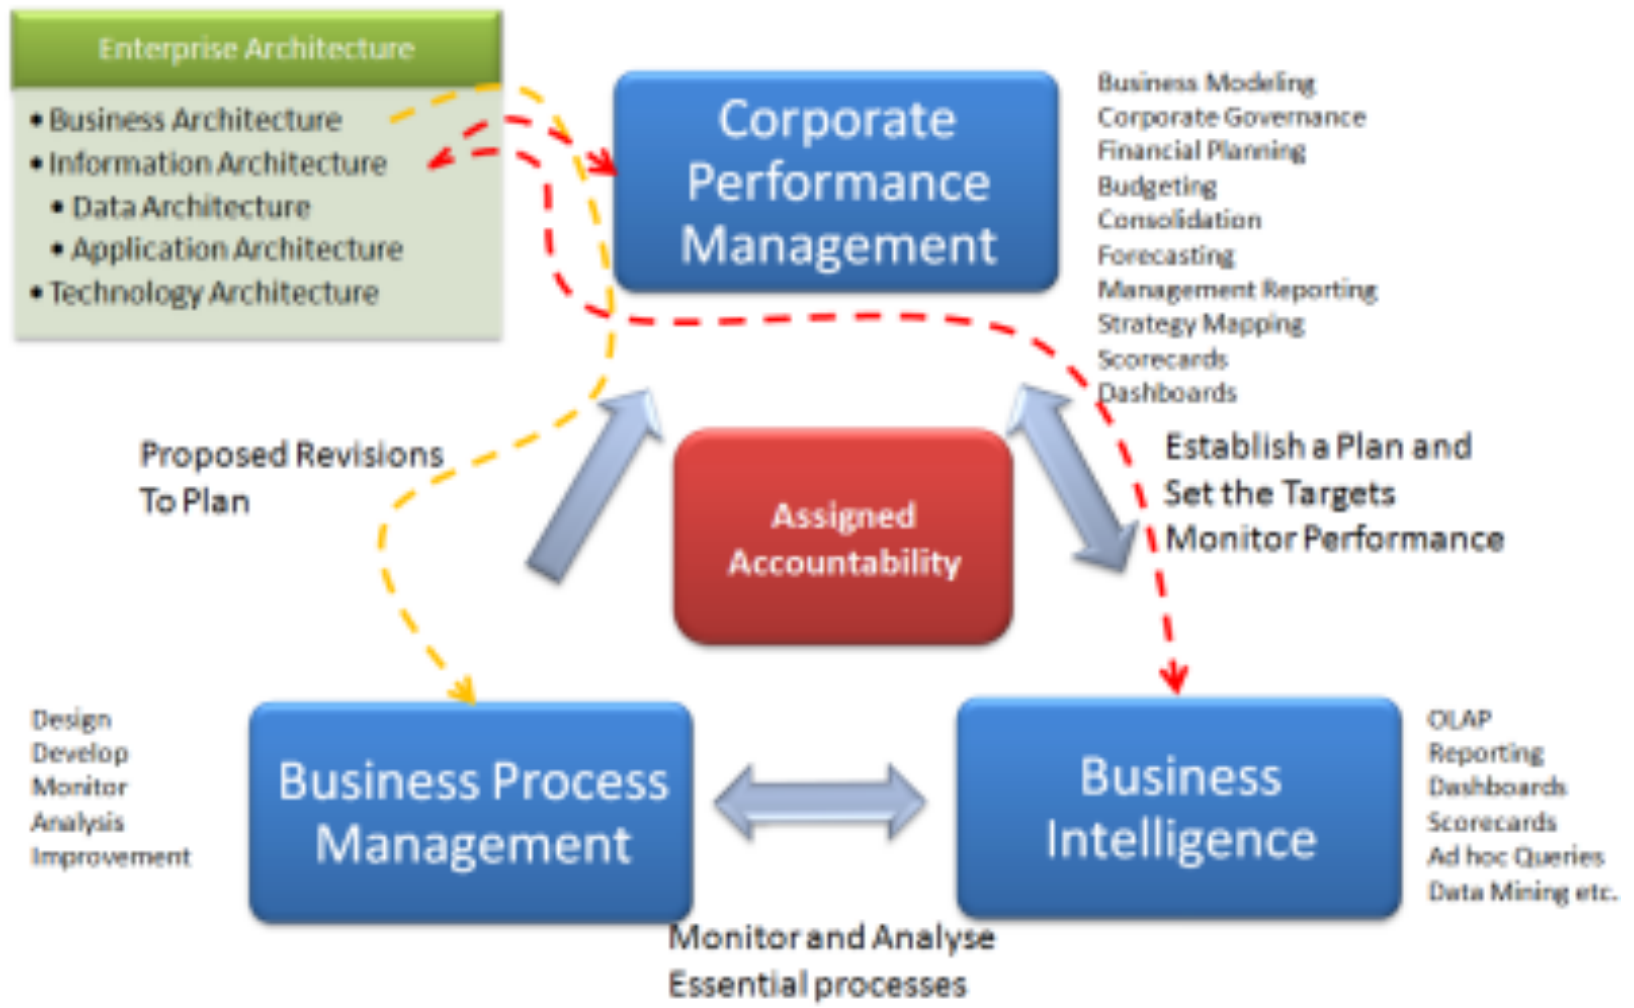 Enterprise Architecture
• Business Architecture
• Information Architecture
• Data Architecture
• Application Architecture
• Technology Architecture
Corporate
Performance
Management
Business Modeling
Corporate Governance
Financial Planning
Budgeting
Consolidation
Forecasting
Management Reporting
Strategy Mapping
Scorecards
Dashboards
Proposed Revisions
To Plan
Assigned
Accountability
Establish a Plan and
Set the Targets
Monitor Performance
Design
Develop
Monitor
Analysis
Improvement
Business Process
Management
Business
Intelligence
OLAP
Reporting
Dashboards
Scorecards
Ad hoc Queries
Data Mining etc.
Monitor and Analyse
Essential processes